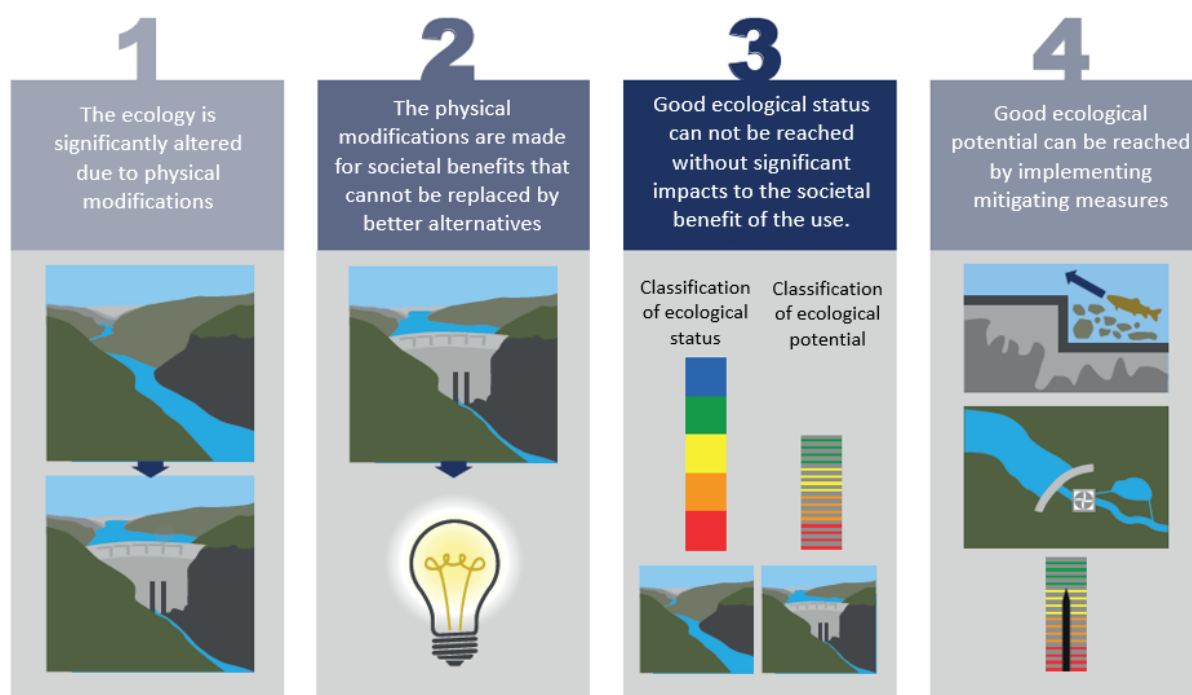 1
The ecology is
significantly altered
due to physical
modifications
2
The physical
modifications are made
for societal benefits that
cannot be replaced by
better alternatives
3
Good ecological status
can not be reached
without significant
impacts to the societal
benefit of the use.
Classification
of ecological
status
Classification
of ecological
potential
4
Good ecological
potential can be reached
by implementing
mitigating measures